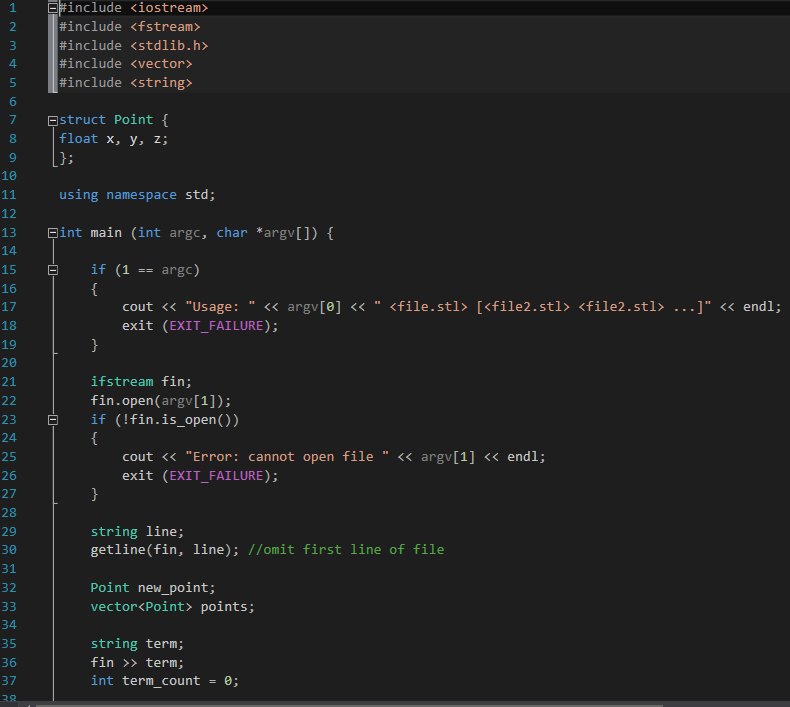 1 #include <iostream>
2 #include <fstream>
3 #include <stdlib.h>
4 #include <vector>
5 #include <string>
6
7 struct Point {
8 float x, y, z;
9 };
10
11 using namespace std;
12
13 int main (int argc, char *argv[]) {
14
15     if (1 == argc)
16     {
17         cout << "Usage: " << argv[0] << " <file.stl> [<file2.stl> <file2.stl> ...]" << endl;
18         exit (EXIT_FAILURE);
19     }
20
21     ifstream fin;
22     fin.open(argv[1]);
23     if (!fin.is_open())
24     {
25         cout << "Error: cannot open file " << argv[1] << endl;
26         exit (EXIT_FAILURE);
27     }
28
29     string line;
30     getline(fin, line); //omit first line of file
31
32     Point new_point;
33     vector<Point> points;
34
35     string term;
36     fin >> term;
37     int term_count = 0;
38